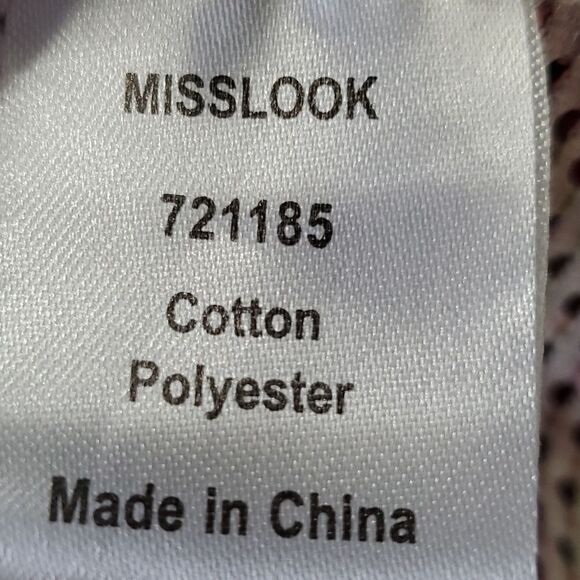 MISSLOOK
721185
Cotton
Polyester
Made in China